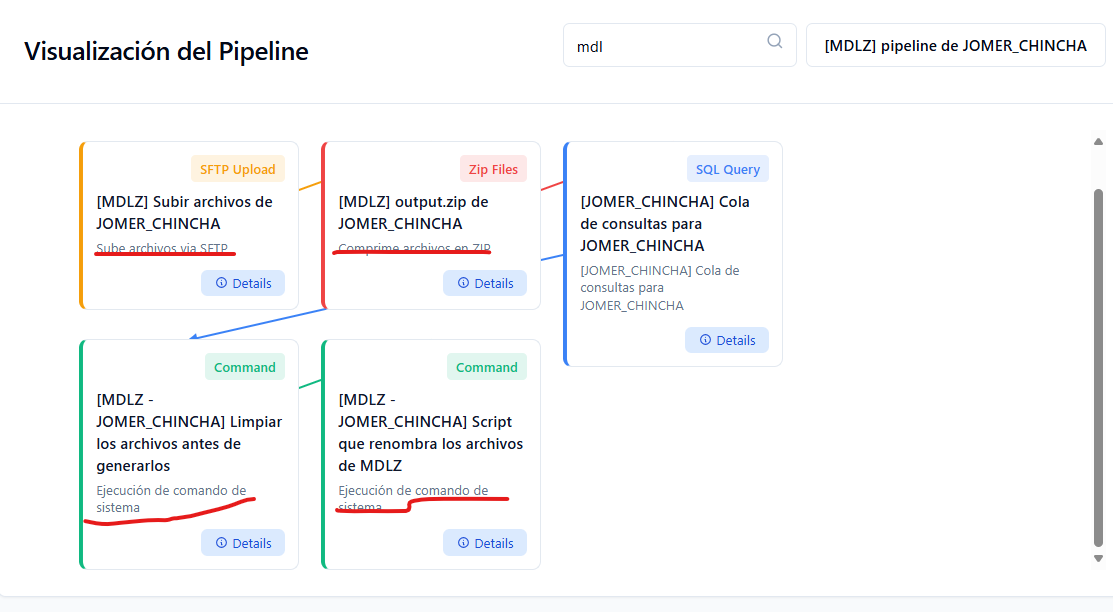 Visualización del Pipeline
mdl
[MDLZ] pipeline de JOMER_CHINCHA
SFTP Upload
[MDLZ] Subir archivos de
JOMER_CHINCHA
Sube archivos via SFTP
Details
Zip Files
[MDLZ] output.zip de
JOMER_CHINCHA
Comprime archivos en ZIP
Details
SQL Query
[JOMER_CHINCHA] Cola
de consultas para
JOMER_CHINCHA
[JOMER_CHINCHA] Cola de
consultas para
JOMER_CHINCHA
Details
Command
[MDLZ -
JOMER_CHINCHA] Limpiar
los archivos antes de
generarlos
Ejecución de comando de
sistema
Details
Command
[MDLZ -
JOMER_CHINCHA] Script
que renombra los archivos
de MDLZ
Ejecución de comando de
sistema
Details